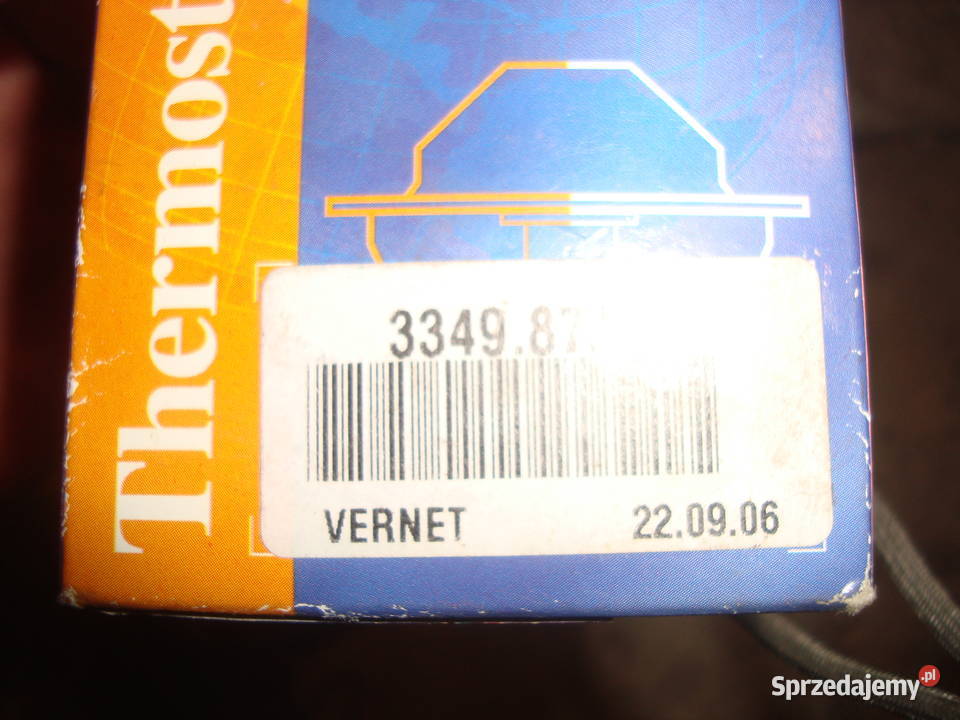 Thermost
3349.87
VERNET 22.09.06
Sprzedajemy.pl